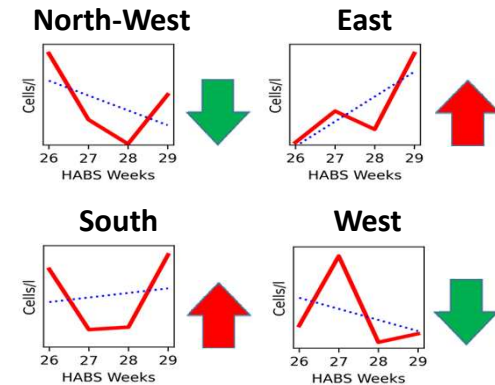 North-West
Cells/l
26 27 28 29
HABS Weeks
East
Cells/l
26 27 28 29
HABS Weeks
South
Cells/l
26 27 28 29
HABS Weeks
West
Cells/l
26 27 28 29
HABS Weeks